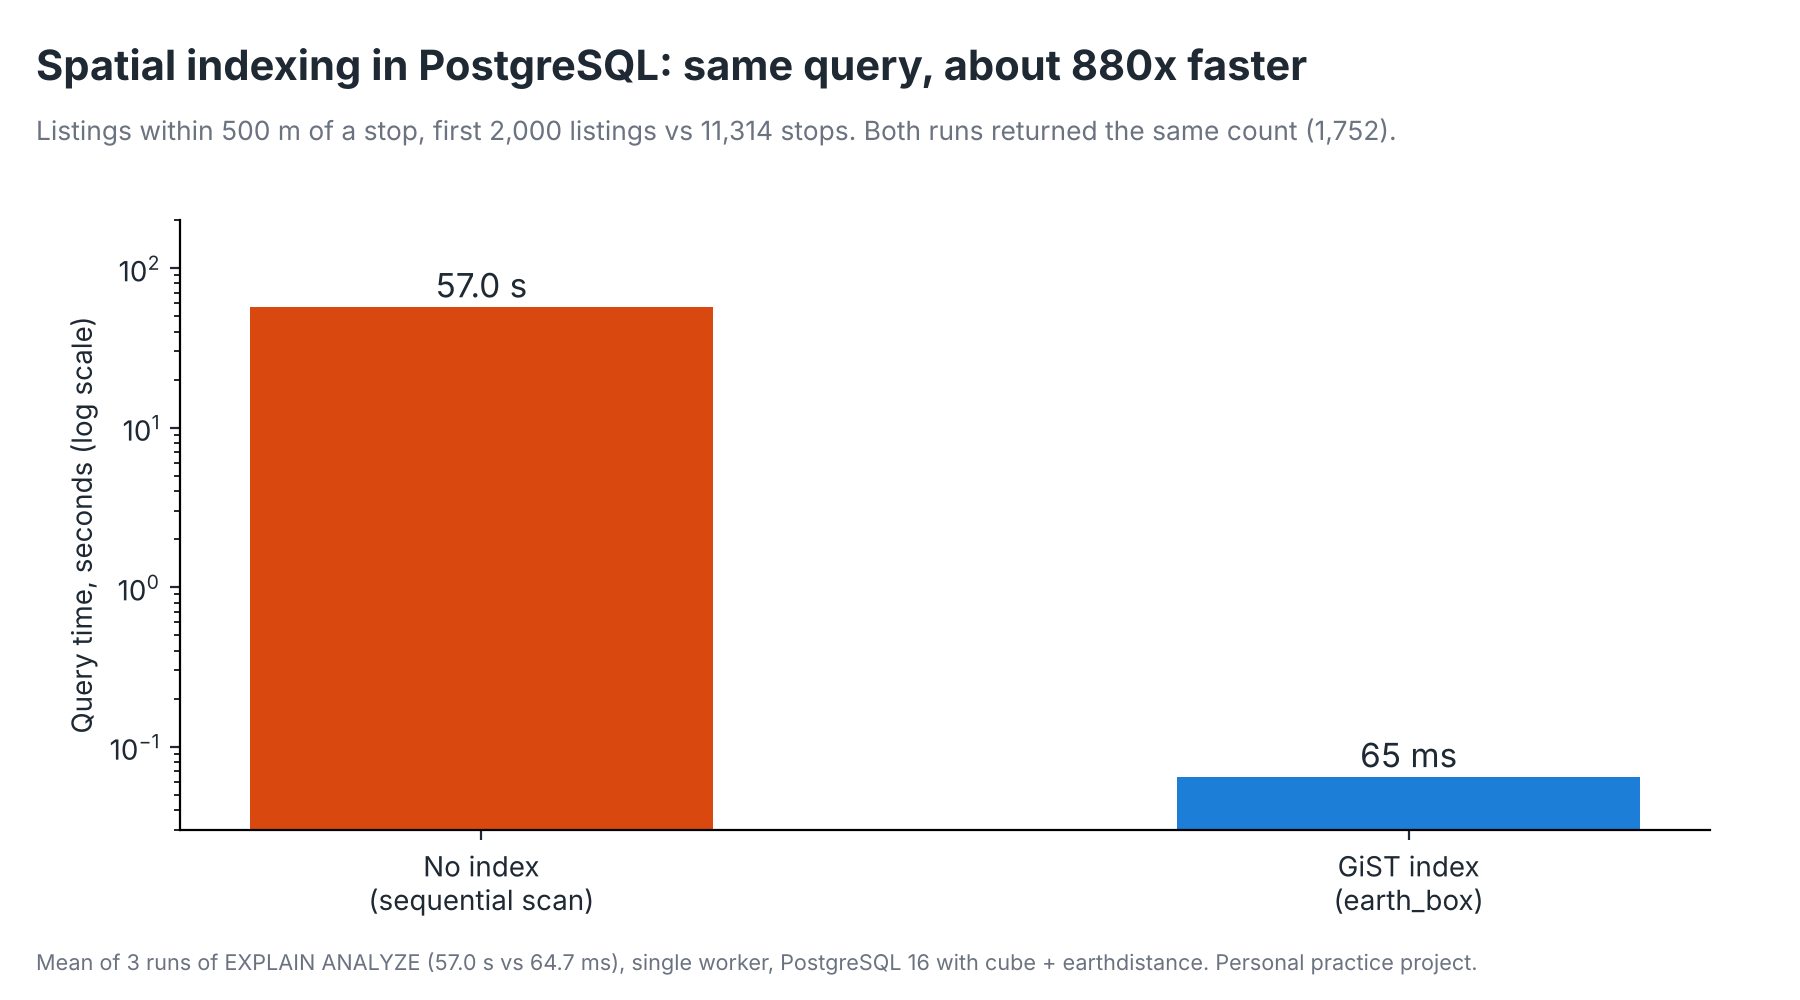 Spatial indexing in PostgreSQL: same query, about 880x faster
Listings within 500 m of a stop, first 2,000 listings vs 11,314 stops. Both runs returned the same count (1,752).
Query time, seconds (log scale)
10²
10¹
10⁰
10⁻¹
57.0 s
65 ms
No index
(sequential scan)
GiST index
(earth_box)
Mean of 3 runs of EXPLAIN ANALYZE (57.0 s vs 64.7 ms), single worker, PostgreSQL 16 with cube + earthdistance. Personal practice project.